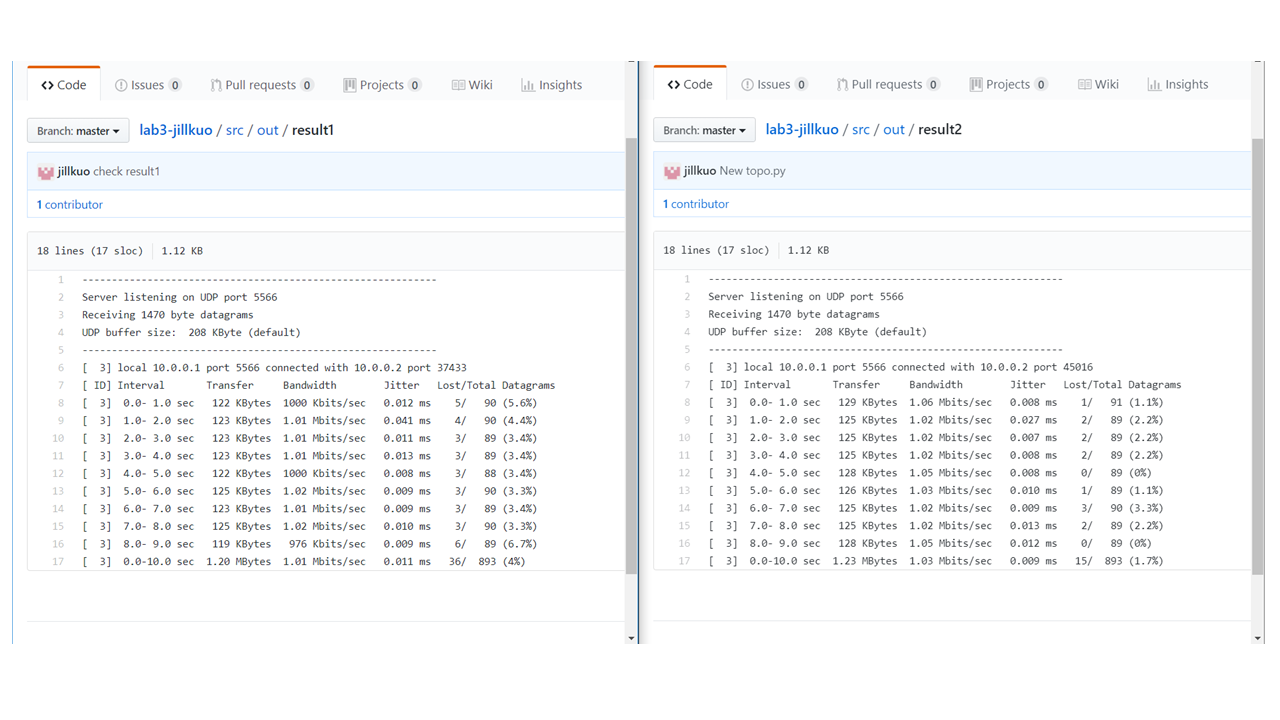 Code Issues 0 Pull requests 0 Projects 0 Wiki Insights
Branch: master lab3-jillkuo / src / out / result1
jillkuo check result1
1 contributor
18 lines (17 sloc) 1.12 KB
1 ------------------------------------------------------------
2 Server listening on UDP port 5566
3 Receiving 1470 byte datagrams
4 UDP buffer size:  208 KByte (default)
5 ------------------------------------------------------------
6 [  3] local 10.0.0.1 port 5566 connected with 10.0.0.2 port 37433
7 [ ID] Interval       Transfer     Bandwidth        Jitter   Lost/Total Datagrams
8 [  3]  0.0- 1.0 sec   122 KBytes  1000 Kbits/sec   0.012 ms    5/   90 (5.6%)
9 [  3]  1.0- 2.0 sec   123 KBytes  1.01 Mbits/sec   0.041 ms    4/   90 (4.4%)
10 [  3]  2.0- 3.0 sec   123 KBytes  1.01 Mbits/sec   0.011 ms    3/   89 (3.4%)
11 [  3]  3.0- 4.0 sec   123 KBytes  1.01 Mbits/sec   0.013 ms    3/   89 (3.4%)
12 [  3]  4.0- 5.0 sec   122 KBytes  1000 Kbits/sec   0.008 ms    3/   88 (3.4%)
13 [  3]  5.0- 6.0 sec   125 KBytes  1.02 Mbits/sec   0.009 ms    3/   90 (3.3%)
14 [  3]  6.0- 7.0 sec   123 KBytes  1.01 Mbits/sec   0.009 ms    3/   89 (3.4%)
15 [  3]  7.0- 8.0 sec   125 KBytes  1.02 Mbits/sec   0.010 ms    3/   90 (3.3%)
16 [  3]  8.0- 9.0 sec   119 KBytes   976 Kbits/sec   0.009 ms    6/   89 (6.7%)
17 [  3]  0.0-10.0 sec  1.20 MBytes  1.01 Mbits/sec   0.011 ms   36/  893 (4%)
Code Issues 0 Pull requests 0 Projects 0 Wiki Insights
Branch: master lab3-jillkuo / src / out / result2
jillkuo New topo.py
1 contributor
18 lines (17 sloc) 1.12 KB
1 ------------------------------------------------------------
2 Server listening on UDP port 5566
3 Receiving 1470 byte datagrams
4 UDP buffer size:  208 KByte (default)
5 ------------------------------------------------------------
6 [  3] local 10.0.0.1 port 5566 connected with 10.0.0.2 port 45016
7 [ ID] Interval       Transfer     Bandwidth        Jitter   Lost/Total Datagrams
8 [  3]  0.0- 1.0 sec   129 KBytes  1.06 Mbits/sec   0.008 ms    1/   91 (1.1%)
9 [  3]  1.0- 2.0 sec   125 KBytes  1.02 Mbits/sec   0.027 ms    2/   89 (2.2%)
10 [  3]  2.0- 3.0 sec   125 KBytes  1.02 Mbits/sec   0.007 ms    2/   89 (2.2%)
11 [  3]  3.0- 4.0 sec   125 KBytes  1.02 Mbits/sec   0.008 ms    2/   89 (2.2%)
12 [  3]  4.0- 5.0 sec   128 KBytes  1.05 Mbits/sec   0.008 ms    0/   89 (0%)
13 [  3]  5.0- 6.0 sec   126 KBytes  1.03 Mbits/sec   0.010 ms    1/   89 (1.1%)
14 [  3]  6.0- 7.0 sec   125 KBytes  1.02 Mbits/sec   0.009 ms    3/   90 (3.3%)
15 [  3]  7.0- 8.0 sec   125 KBytes  1.02 Mbits/sec   0.013 ms    2/   89 (2.2%)
16 [  3]  8.0- 9.0 sec   128 KBytes  1.05 Mbits/sec   0.012 ms    0/   89 (0%)
17 [  3]  0.0-10.0 sec  1.23 MBytes  1.03 Mbits/sec   0.009 ms   15/  893 (1.7%)